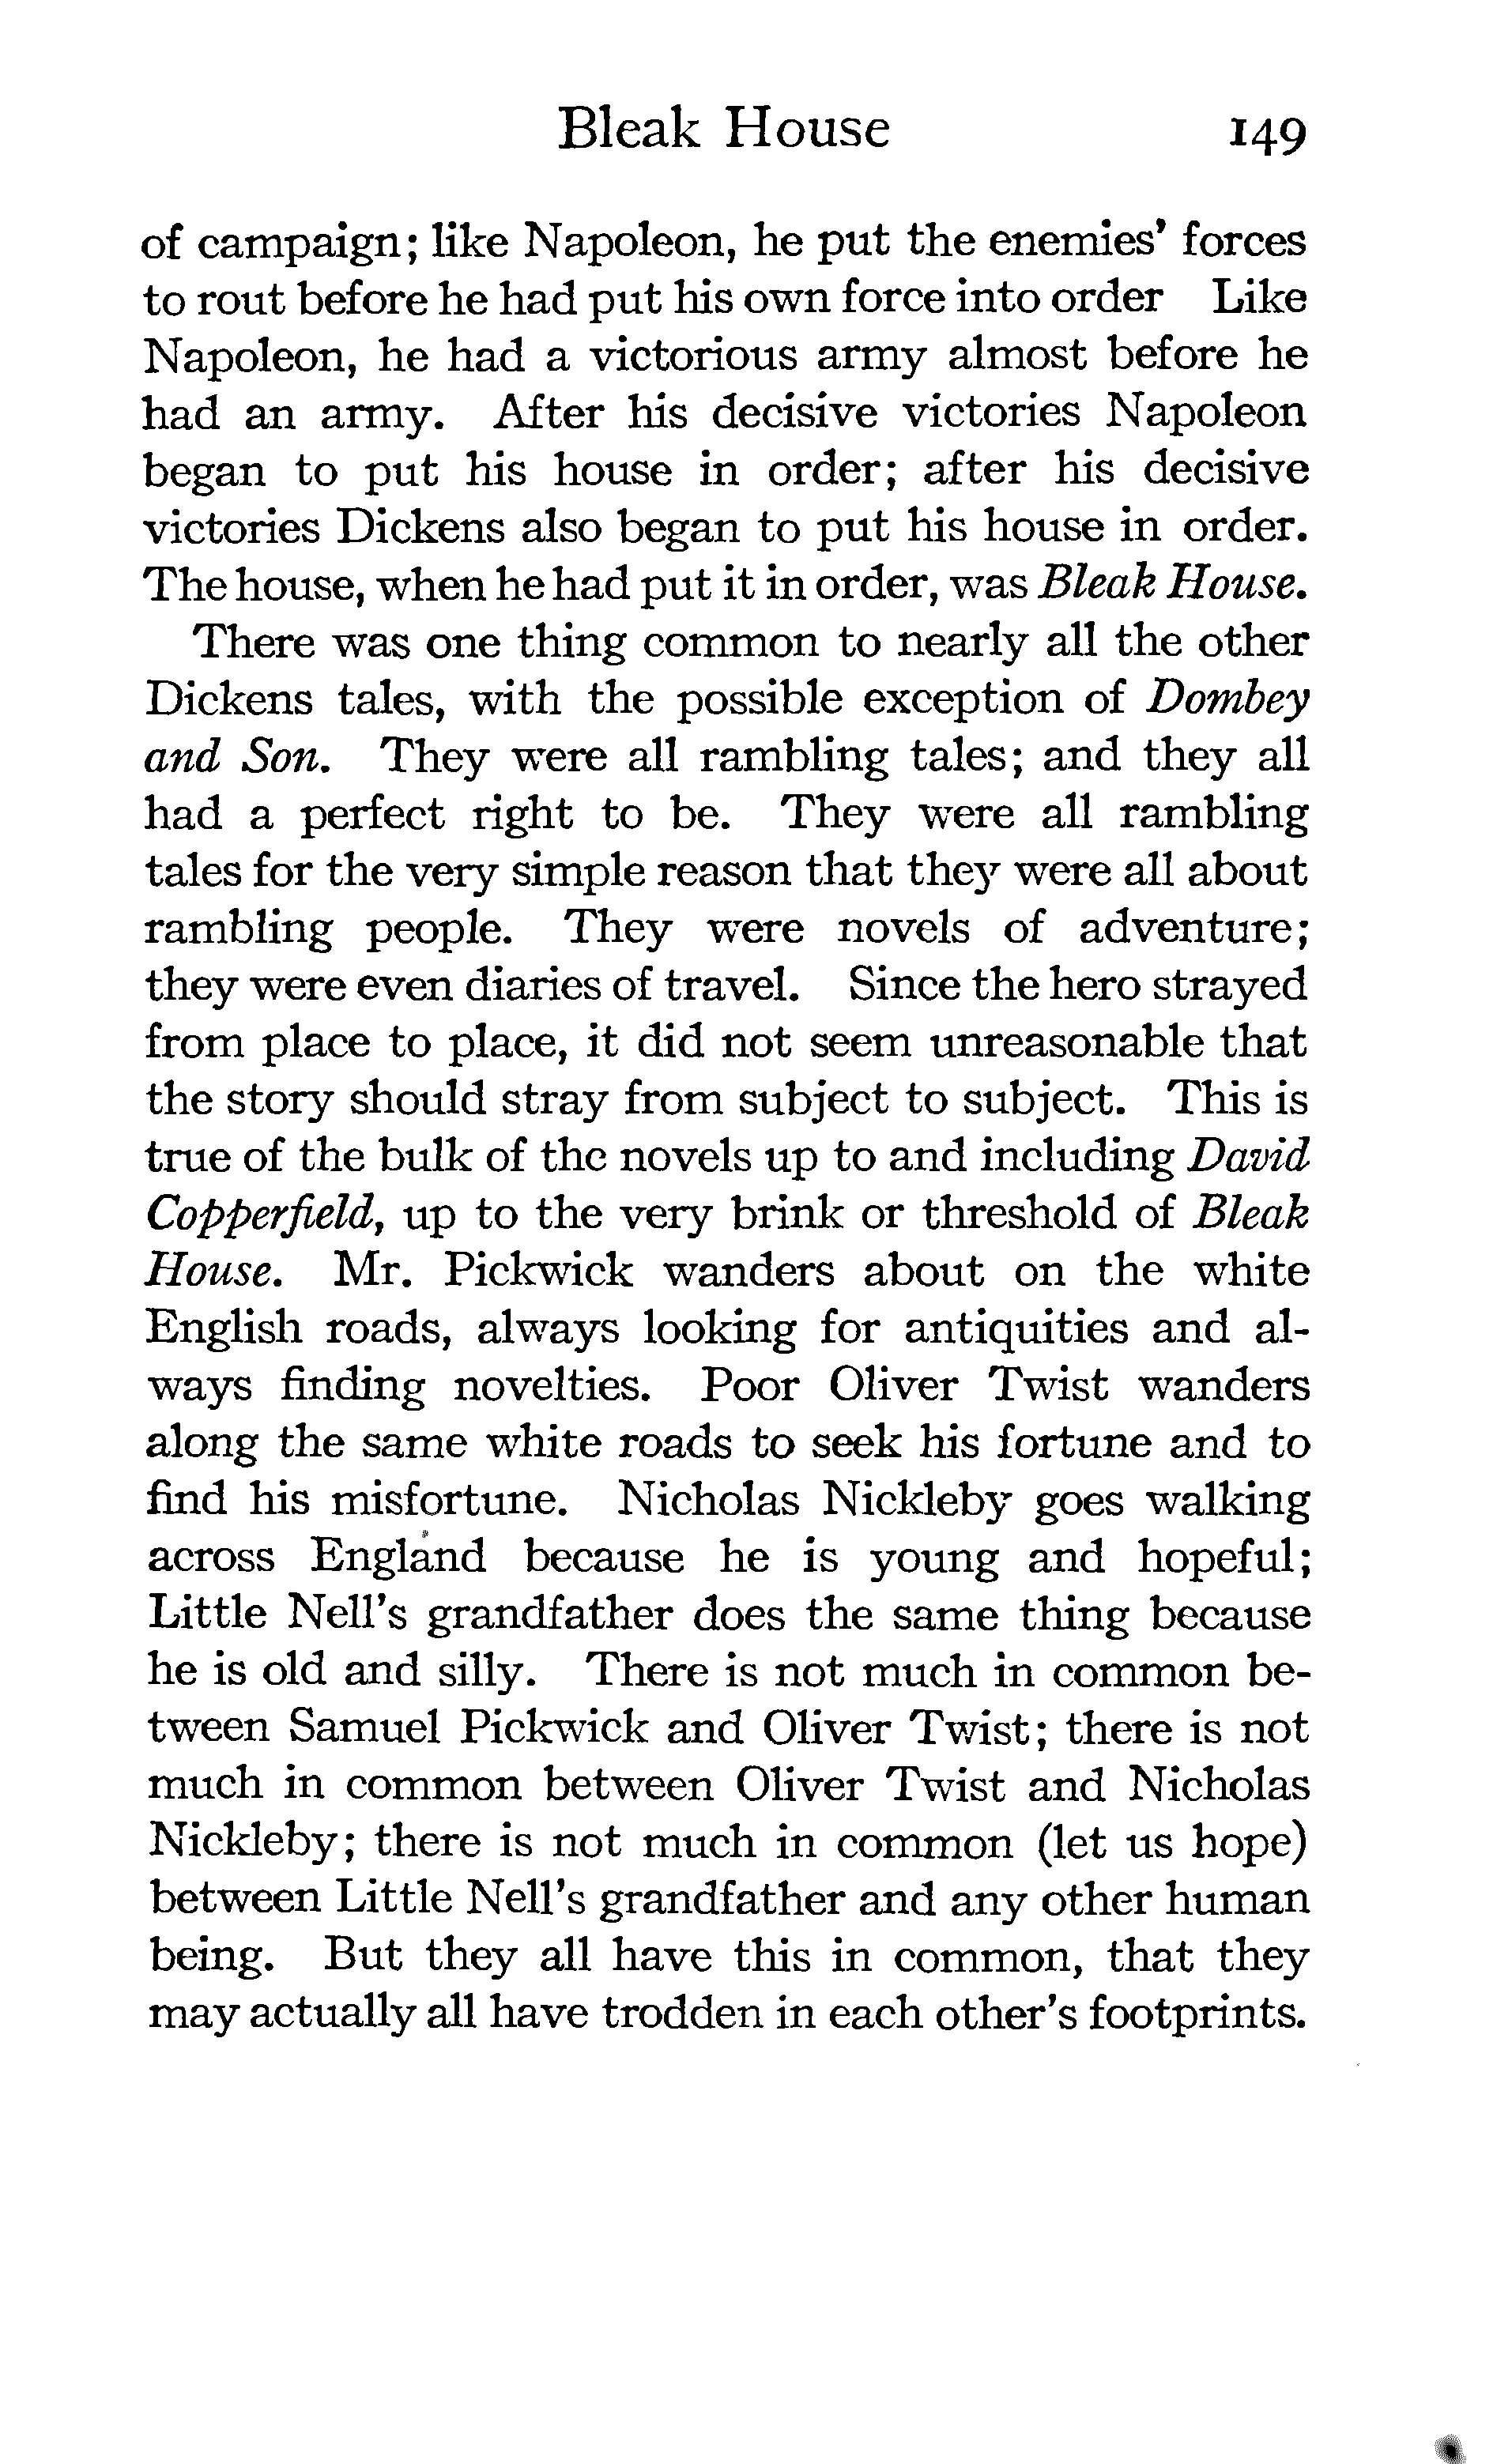 Bleak House 149
of campaign; like Napoleon, he put the enemies' forces
to rout before he had put his own force into order Like
Napoleon, he had a victorious army almost before he
had an army. After his decisive victories Napoleon
began to put his house in order; after his decisive
victories Dickens also began to put his house in order.
The house, when he had put it in order, was Bleak House.
There was one thing common to nearly all the other
Dickens tales, with the possible exception of Dombey
and Son. They were all rambling tales; and they all
had a perfect right to be. They were all rambling
tales for the very simple reason that they were all about
rambling people. They were novels of adventure;
they were even diaries of travel. Since the hero strayed
from place to place, it did not seem unreasonable that
the story should stray from subject to subject. This is
true of the bulk of the novels up to and including David
Copperfield, up to the very brink or threshold of Bleak
House. Mr. Pickwick wanders about on the white
English roads, always looking for antiquities and al-
ways finding novelties. Poor Oliver Twist wanders
along the same white roads to seek his fortune and to
find his misfortune. Nicholas Nickleby goes walking
across England because he is young and hopeful;
Little Nell's grandfather does the same thing because
he is old and silly. There is not much in common be-
tween Samuel Pickwick and Oliver Twist; there is not
much in common between Oliver Twist and Nicholas
Nickleby; there is not much in common (let us hope)
between Little Nell's grandfather and any other human
being. But they all have this in common, that they
may actually all have trodden in each other's footprints.